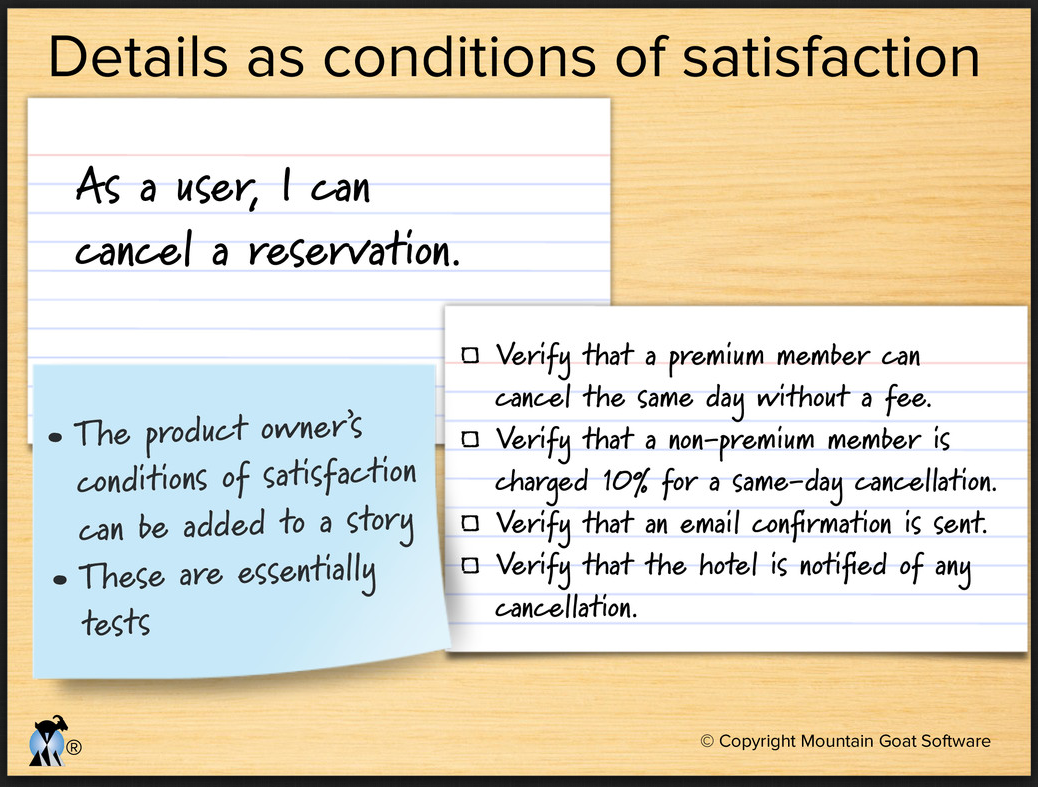 Details as conditions of satisfaction
As a user, I can
cancel a reservation.
• The product owner's
conditions of satisfaction
can be added to a story
• These are essentially
tests
Verify that a premium member can
cancel the same day without a fee.
Verify that a non-premium member is
charged 10% for a same-day cancellation.
Verify that an email confirmation is sent.
Verify that the hotel is notified of any
cancellation.
®
© Copyright Mountain Goat Software